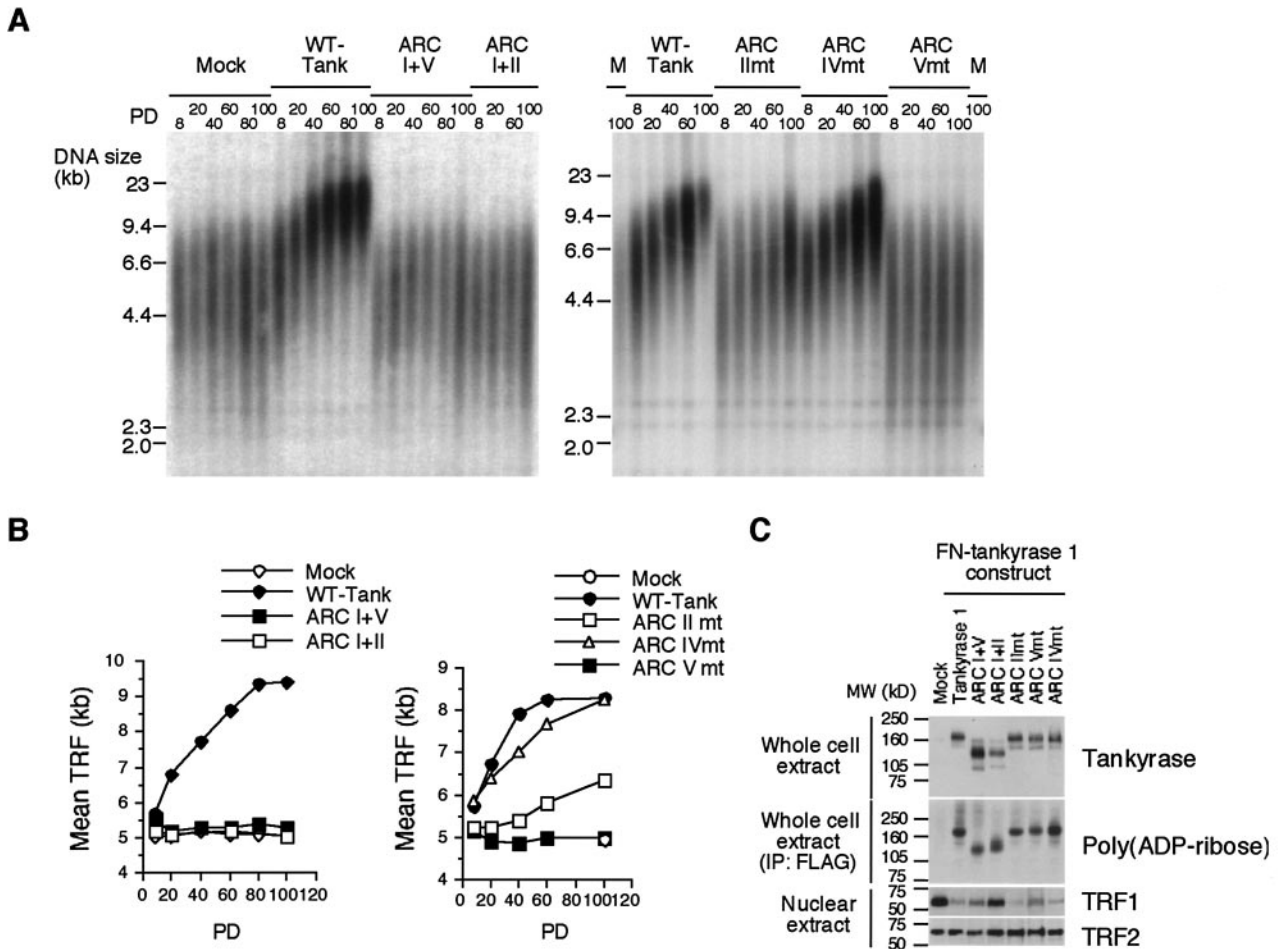 A
Mock
WT-
Tank
ARC
I+V
ARC
I+II
PD
20 60 100 20 60 100 20 60 100 20 100
8 40 80 8 40 80 8 40 80 8 60
DNA size
(kb)
23
9.4
6.6
4.4
2.3
2.0
M
WT-
Tank
ARC
IImt
ARC
IVmt
ARC
Vmt
M
8 40 100 8 40 100 8 40 100 20 60 100
100 20 60 20 60 20 60 8 40 100
23
9.4
6.6
4.4
2.3
2.0
B
Mock
WT-Tank
ARC I+V
ARC I+II
Mean TRF (kb)
10
9
8
7
6
5
4
0 20 40 60 80 100 120
PD
Mock
WT-Tank
ARC II mt
ARC IVmt
ARC V mt
Mean TRF (kb)
9
8
7
6
5
4
0 20 40 60 80 100 120
PD
C
FN-tankyrase 1
construct
MW (kD)
Mock
Tankyrase 1
ARC I+V
ARC I+II
ARC IImt
ARC Vmt
ARC IVmt
Whole cell
extract
250
160
105
75
Tankyrase
Whole cell
extract
(IP: FLAG)
250
160
105
75
Poly(ADP-ribose)
Nuclear
extract
75
50
TRF1
75
50
TRF2